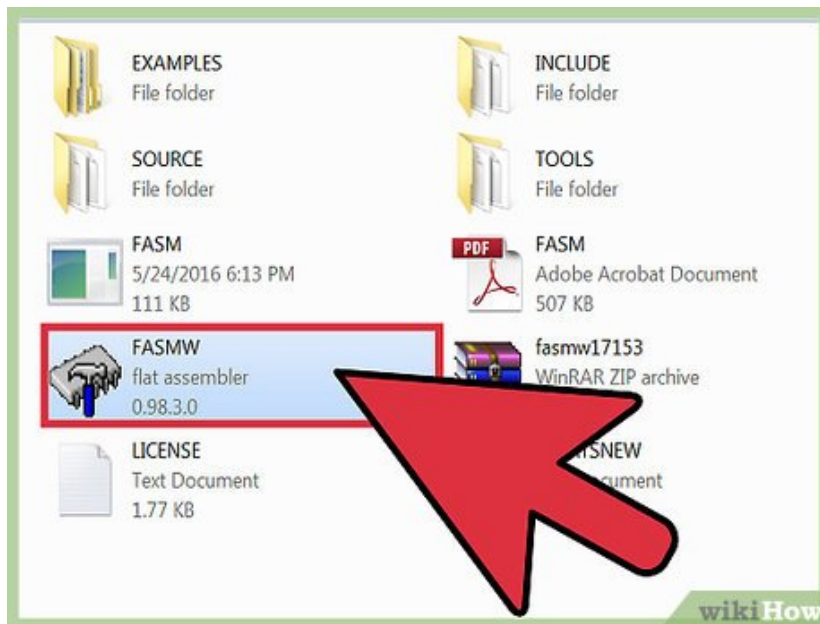 EXAMPLES
File folder
INCLUDE
File folder
SOURCE
File folder
TOOLS
File folder
FASM
5/24/2016 6:13 PM
111 KB
PDF
FASM
Adobe Acrobat Document
507 KB
FASMW
flat assembler
0.98.3.0
fasmw17153
WinRAR ZIP archive
LICENSE
Text Document
1.77 KB
wikiHow